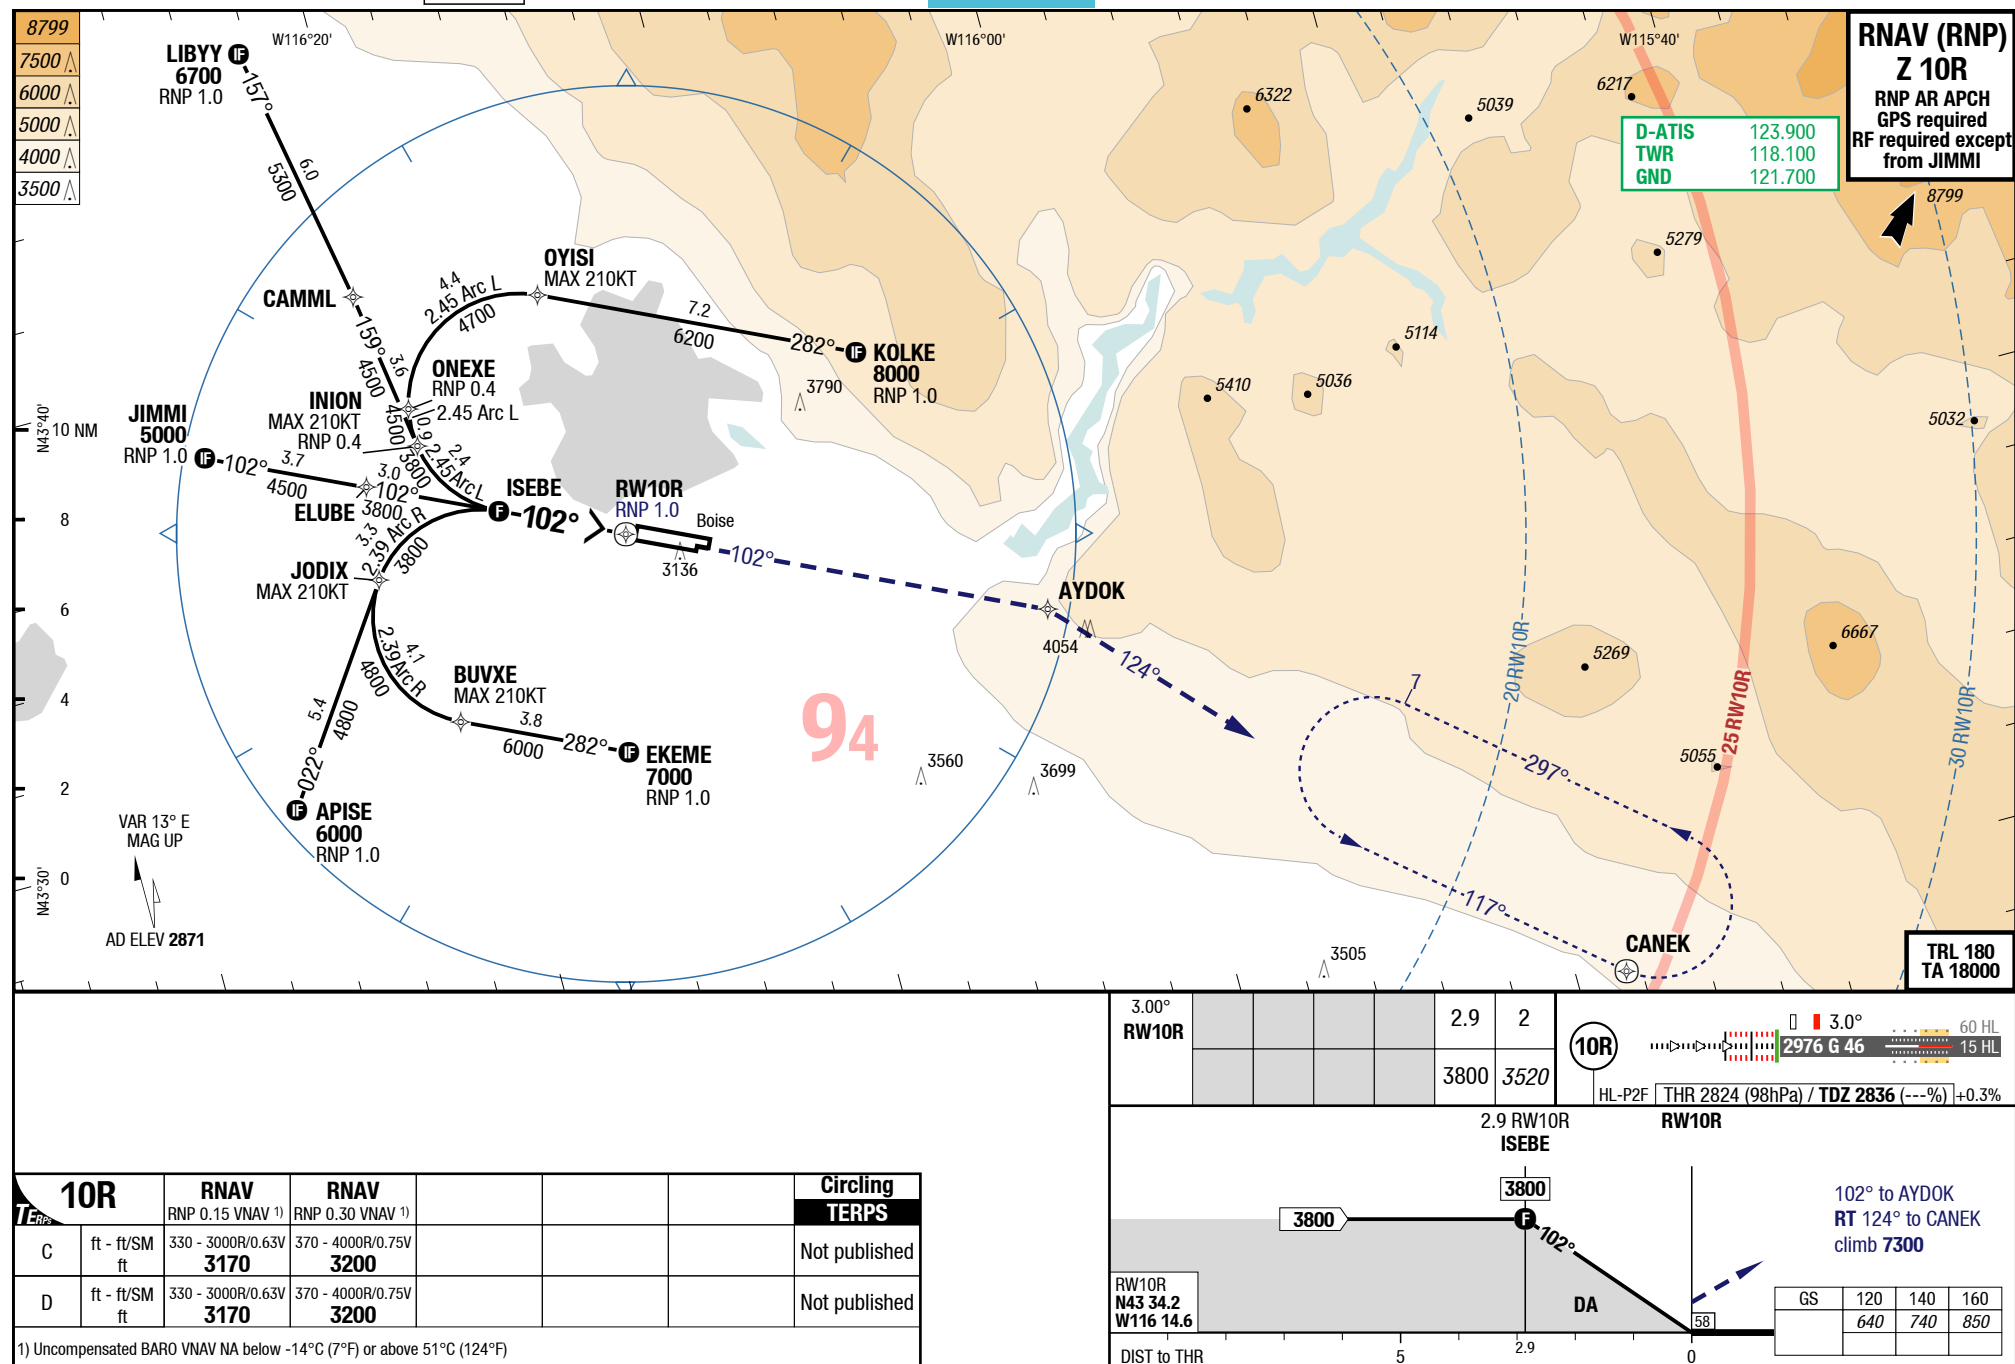 8799
7500
6000
5000
4000
3500
W116°20'
W116°00'
W115°40'
RNAV (RNP)
Z 10R
RNP AR APCH
GPS required
RF required except
from JIMMI
D-ATIS 123.900
TWR 118.100
GND 121.700
LIBYY
6700
RNP 1.0
IF
157°
6.0
5300
CAMML
159°
3.6
4500
OYISI
MAX 210KT
4.4
2.45 Arc L
4700
7.2
6200
282°
IF
KOLKE
8000
RNP 1.0
ONEXE
RNP 0.4
2.45 Arc L
INION
MAX 210KT
RNP 0.4
0.9
4500
2.4
2.45 Arc L
3800
JIMMI
5000
RNP 1.0
IF
102°
3.7
4500
3.0
102°
3800
ELUBE
ISEBE
F
102°
RW10R
RNP 1.0
Boise
3136
102°
3.3
2.39 Arc R
3800
JODIX
MAX 210KT
4.1
2.39 Arc R
4800
BUVXE
MAX 210KT
3.8
6000
282°
IF
EKEME
7000
RNP 1.0
5.4
4800
022°
IF
APISE
6000
RNP 1.0
AYDOK
4054
124°
94
3790
3560
3699
3505
6322
5039
6217
8799
5279
5114
5410
5036
5032
5269
6667
5055
20 RW10R
25 RW10R
30 RW10R
7
297°
117°
CANEK
N43°40'
10 NM
8
6
4
2
0
N43°30'
VAR 13° E
MAG UP
AD ELEV 2871
TRL 180
TA 18000
3.00°
RW10R
2.9 2
3800 3520
10R
3.0°
60 HL
2976 G 46
15 HL
HL-P2F THR 2824 (98hPa) / TDZ 2836 (---%) +0.3%
2.9 RW10R
ISEBE
RW10R
3800
3800
F
102°
DA
58
RW10R
N43 34.2
W116 14.6
102° to AYDOK
RT 124° to CANEK
climb 7300
GS 120 140 160
640 740 850
DIST to THR 5 2.9 0
TERPS
10R
RNAV
RNP 0.15 VNAV 1)
RNAV
RNP 0.30 VNAV 1)
Circling
TERPS
C ft - ft/SM 330 - 3000R/0.63V 370 - 4000R/0.75V Not published
ft 3170 3200
D ft - ft/SM 330 - 3000R/0.63V 370 - 4000R/0.75V Not published
ft 3170 3200
1) Uncompensated BARO VNAV NA below -14°C (7°F) or above 51°C (124°F)